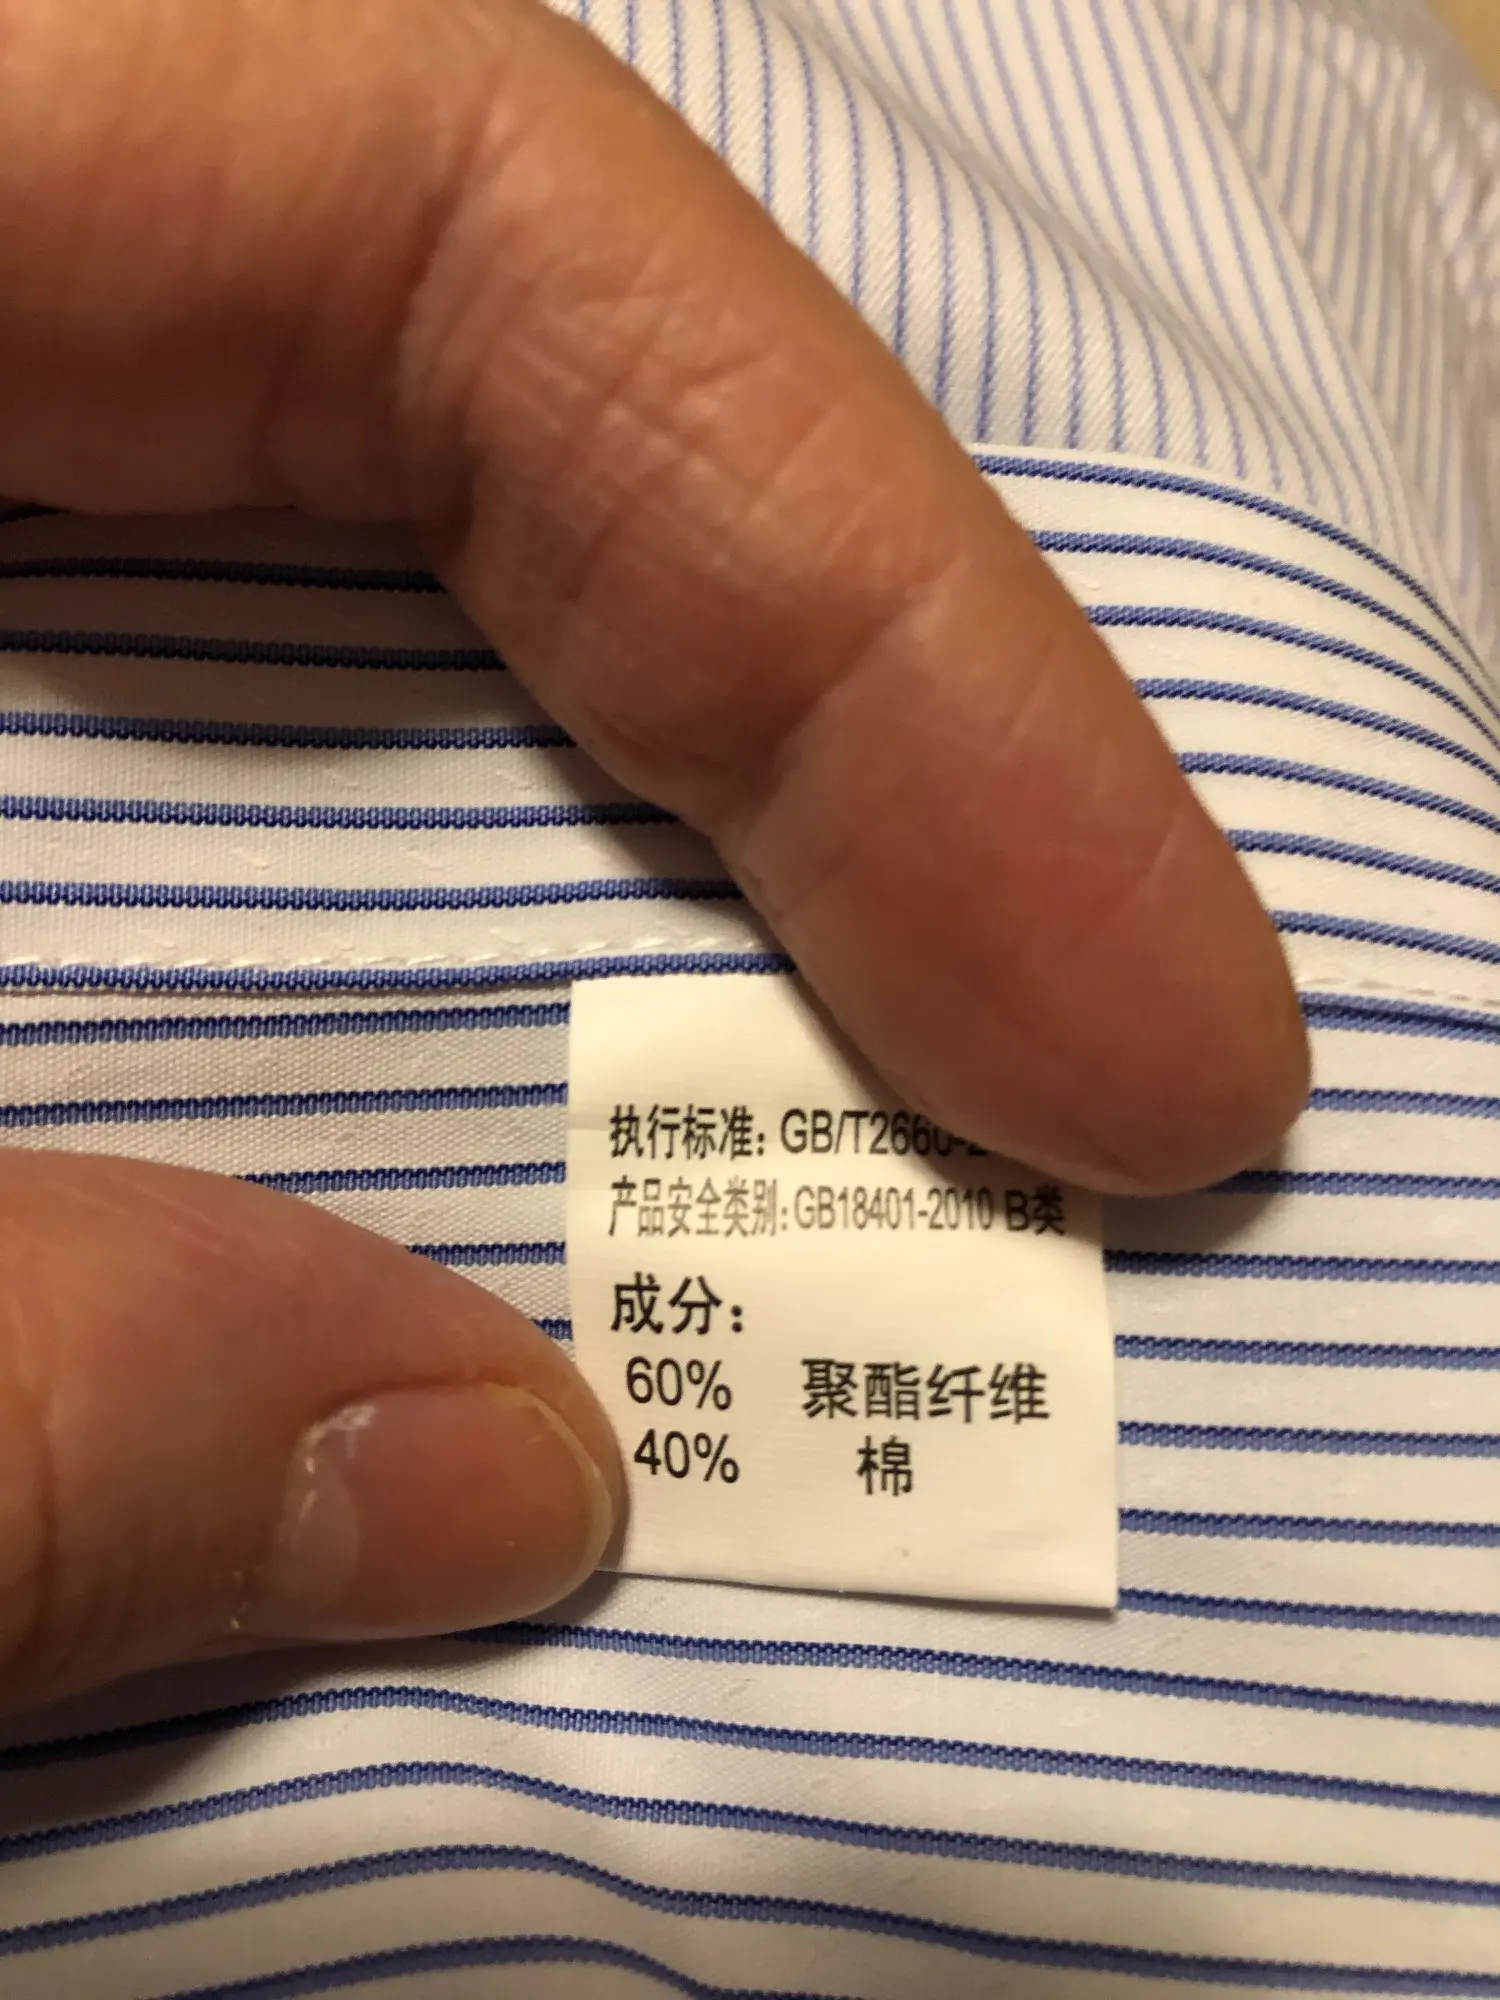 执行标准: GB/T2660-2
产品安全类别:GB18401-2010 B类
成分:
60% 聚酯纤维
40% 棉